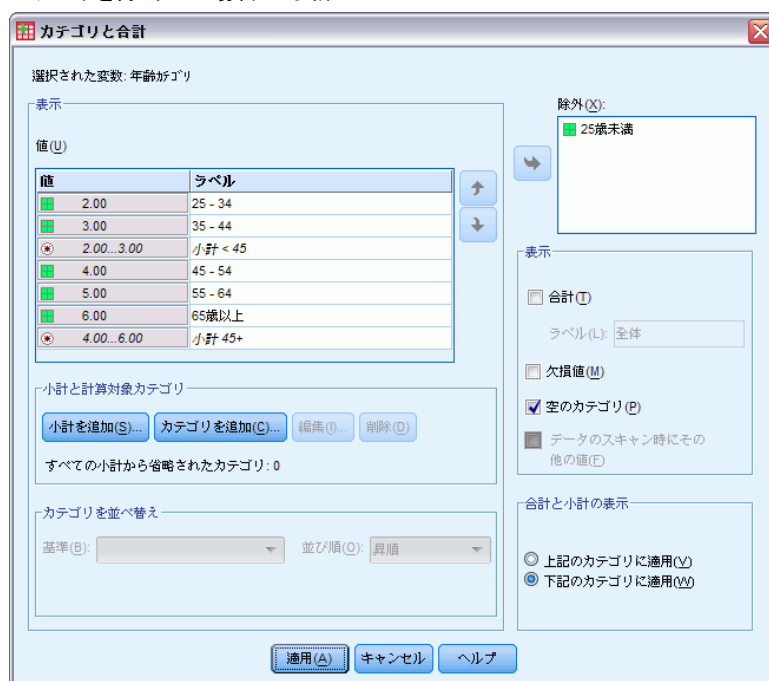 カテゴリと合計
選択された変数: 年齢ｶﾃｺﾞﾘ
表示
値(U)
値 ラベル
2.00 25 - 34
3.00 35 - 44
2.00...3.00 小計 < 45
4.00 45 - 54
5.00 55 - 64
6.00 65歳以上
4.00...6.00 小計 45+
小計と計算対象カテゴリ
小計を追加(S)... カテゴリを追加(C)... 編集(I)... 削除(D)
すべての小計から省略されたカテゴリ: 0
カテゴリを並べ替え
基準(B): 並び順(O): 昇順
除外(X):
25歳未満
表示
合計(T)
ラベル(L): 全体
欠損値(M)
空のカテゴリ(P)
データのスキャン時にその
他の値(F)
合計と小計の表示
上記のカテゴリに適用(V)
下記のカテゴリに適用(W)
適用(A) キャンセル ヘルプ